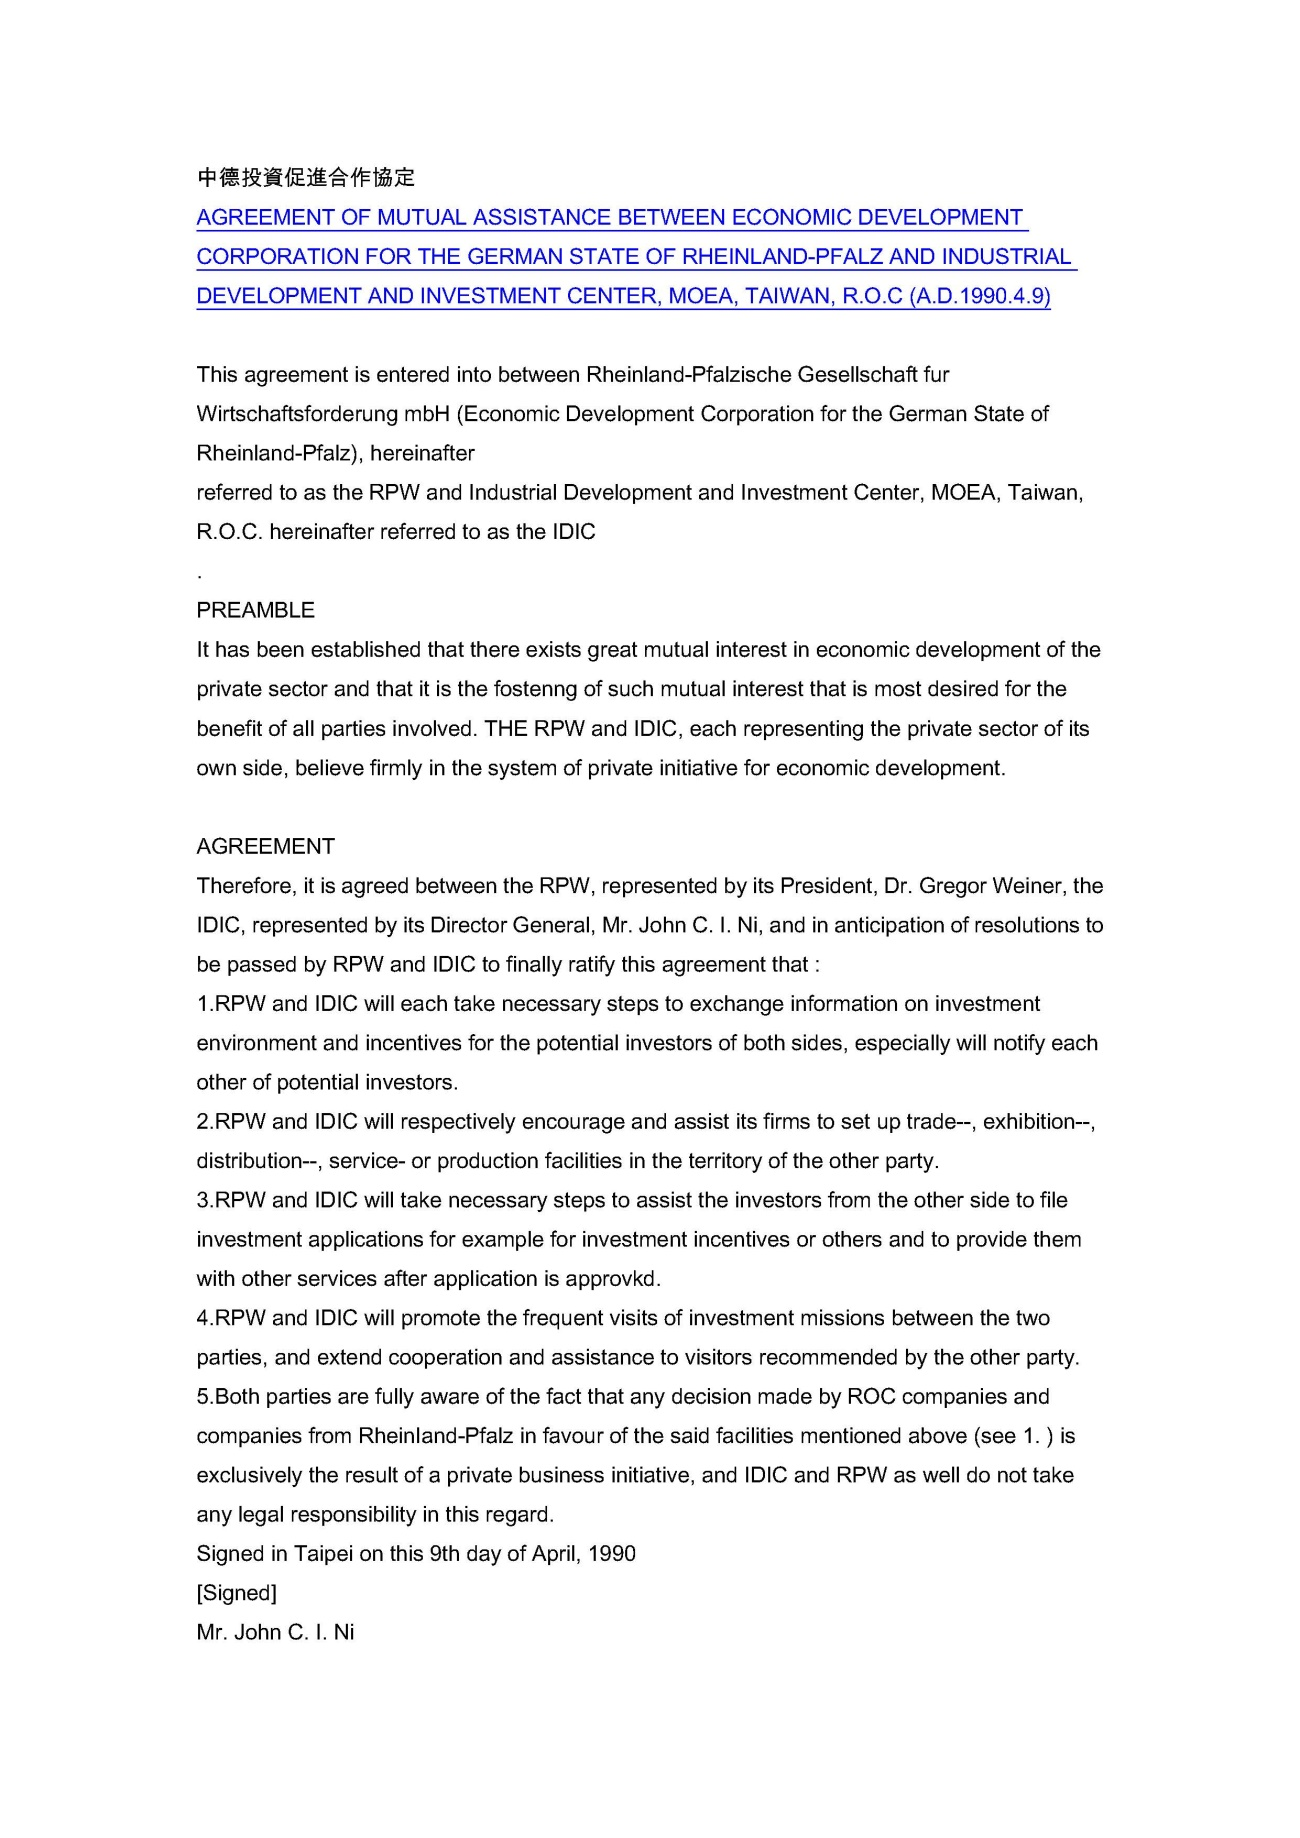 中德投資促進合作協定
AGREEMENT OF MUTUAL ASSISTANCE BETWEEN ECONOMIC DEVELOPMENT
CORPORATION FOR THE GERMAN STATE OF RHEINLAND-PFALZ AND INDUSTRIAL
DEVELOPMENT AND INVESTMENT CENTER, MOEA, TAIWAN, R.O.C (A.D.1990.4.9)
This agreement is entered into between Rheinland-Pfalzische Gesellschaft fur
Wirtschaftsforderung mbH (Economic Development Corporation for the German State of
Rheinland-Pfalz), hereinafter
referred to as the RPW and Industrial Development and Investment Center, MOEA, Taiwan,
R.O.C. hereinafter referred to as the IDIC
.
PREAMBLE
It has been established that there exists great mutual interest in economic development of the
private sector and that it is the fostenng of such mutual interest that is most desired for the
benefit of all parties involved. THE RPW and IDIC, each representing the private sector of its
own side, believe firmly in the system of private initiative for economic development.
AGREEMENT
Therefore, it is agreed between the RPW, represented by its President, Dr. Gregor Weiner, the
IDIC, represented by its Director General, Mr. John C. I. Ni, and in anticipation of resolutions to
be passed by RPW and IDIC to finally ratify this agreement that :
1.RPW and IDIC will each take necessary steps to exchange information on investment
environment and incentives for the potential investors of both sides, especially will notify each
other of potential investors.
2.RPW and IDIC will respectively encourage and assist its firms to set up trade--, exhibition--,
distribution--, service- or production facilities in the territory of the other party.
3.RPW and IDIC will take necessary steps to assist the investors from the other side to file
investment applications for example for investment incentives or others and to provide them
with other services after application is approvkd.
4.RPW and IDIC will promote the frequent visits of investment missions between the two
parties, and extend cooperation and assistance to visitors recommended by the other party.
5.Both parties are fully aware of the fact that any decision made by ROC companies and
companies from Rheinland-Pfalz in favour of the said facilities mentioned above (see 1. ) is
exclusively the result of a private business initiative, and IDIC and RPW as well do not take
any legal responsibility in this regard.
Signed in Taipei on this 9th day of April, 1990
[Signed]
Mr. John C. I. Ni